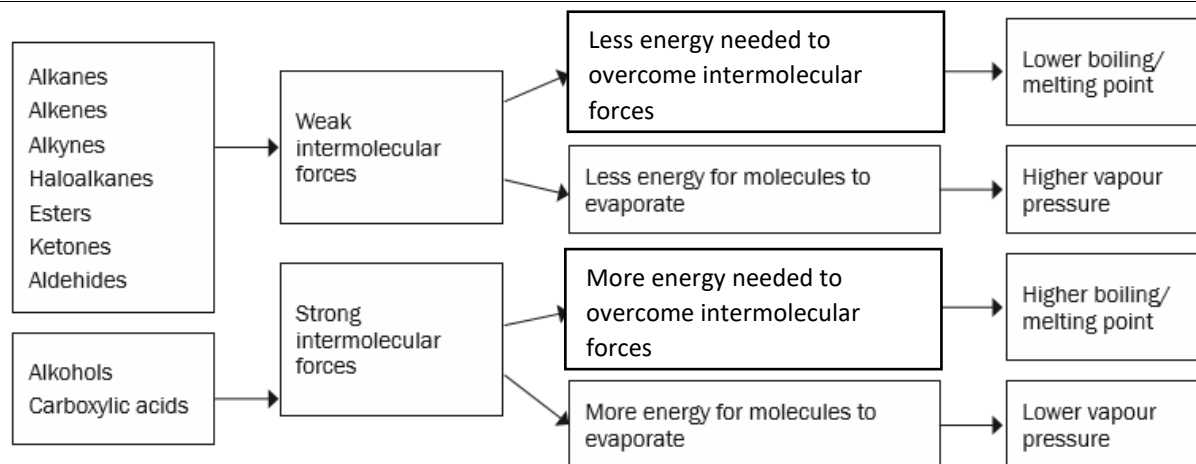 Alkanes
Alkenes
Alkynes
Haloalkanes
Esters
Ketones
Aldehides
Weak
intermolecular
forces
Less energy needed to
overcome intermolecular
forces
Lower boiling/
melting point
Less energy for molecules to
evaporate
Higher vapour
pressure
Alkohols
Carboxylic acids
Strong
intermolecular
forces
More energy needed to
overcome intermolecular
forces
Higher boiling/
melting point
More energy for molecules to
evaporate
Lower vapour
pressure